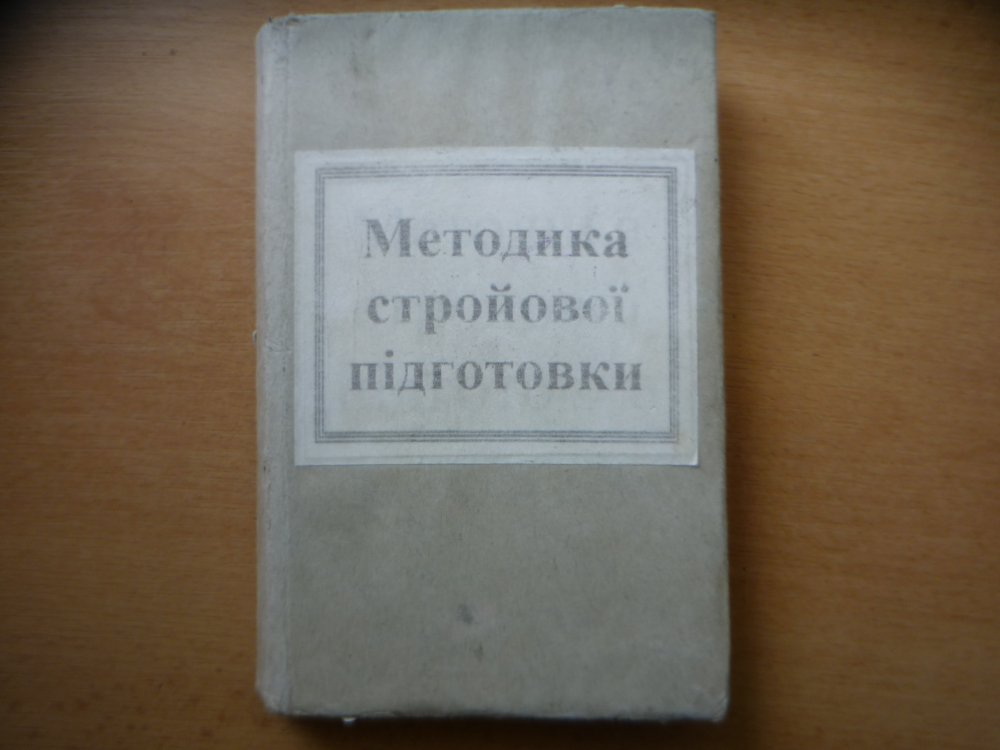 Методика
стройової
підготовки